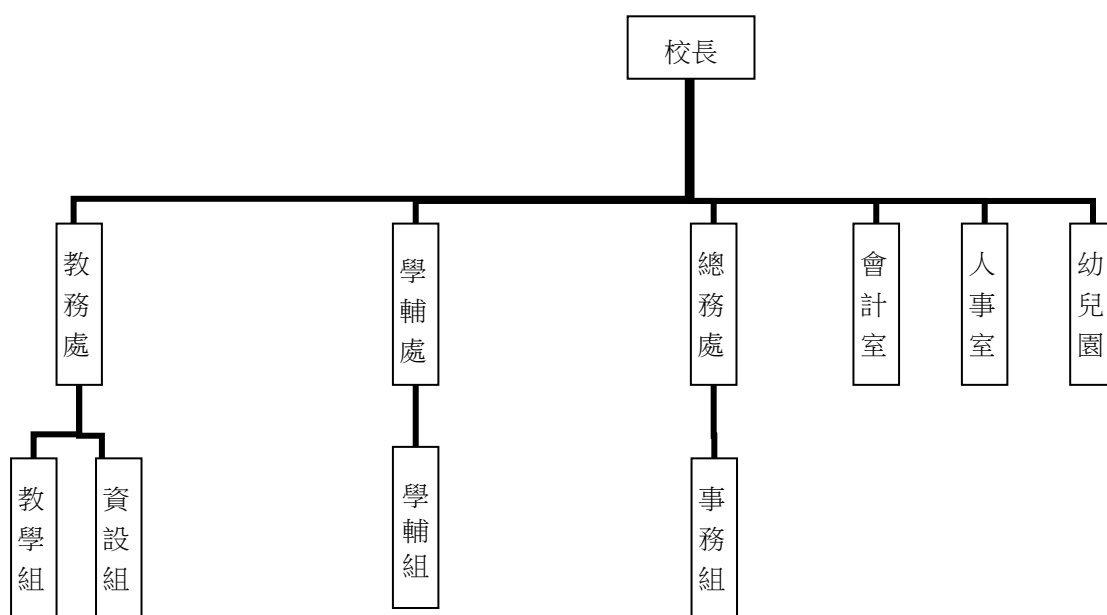 校長
教務處
學輔處
總務處
會計室
人事室
幼兒園
教學組
資設組
學輔組
事務組